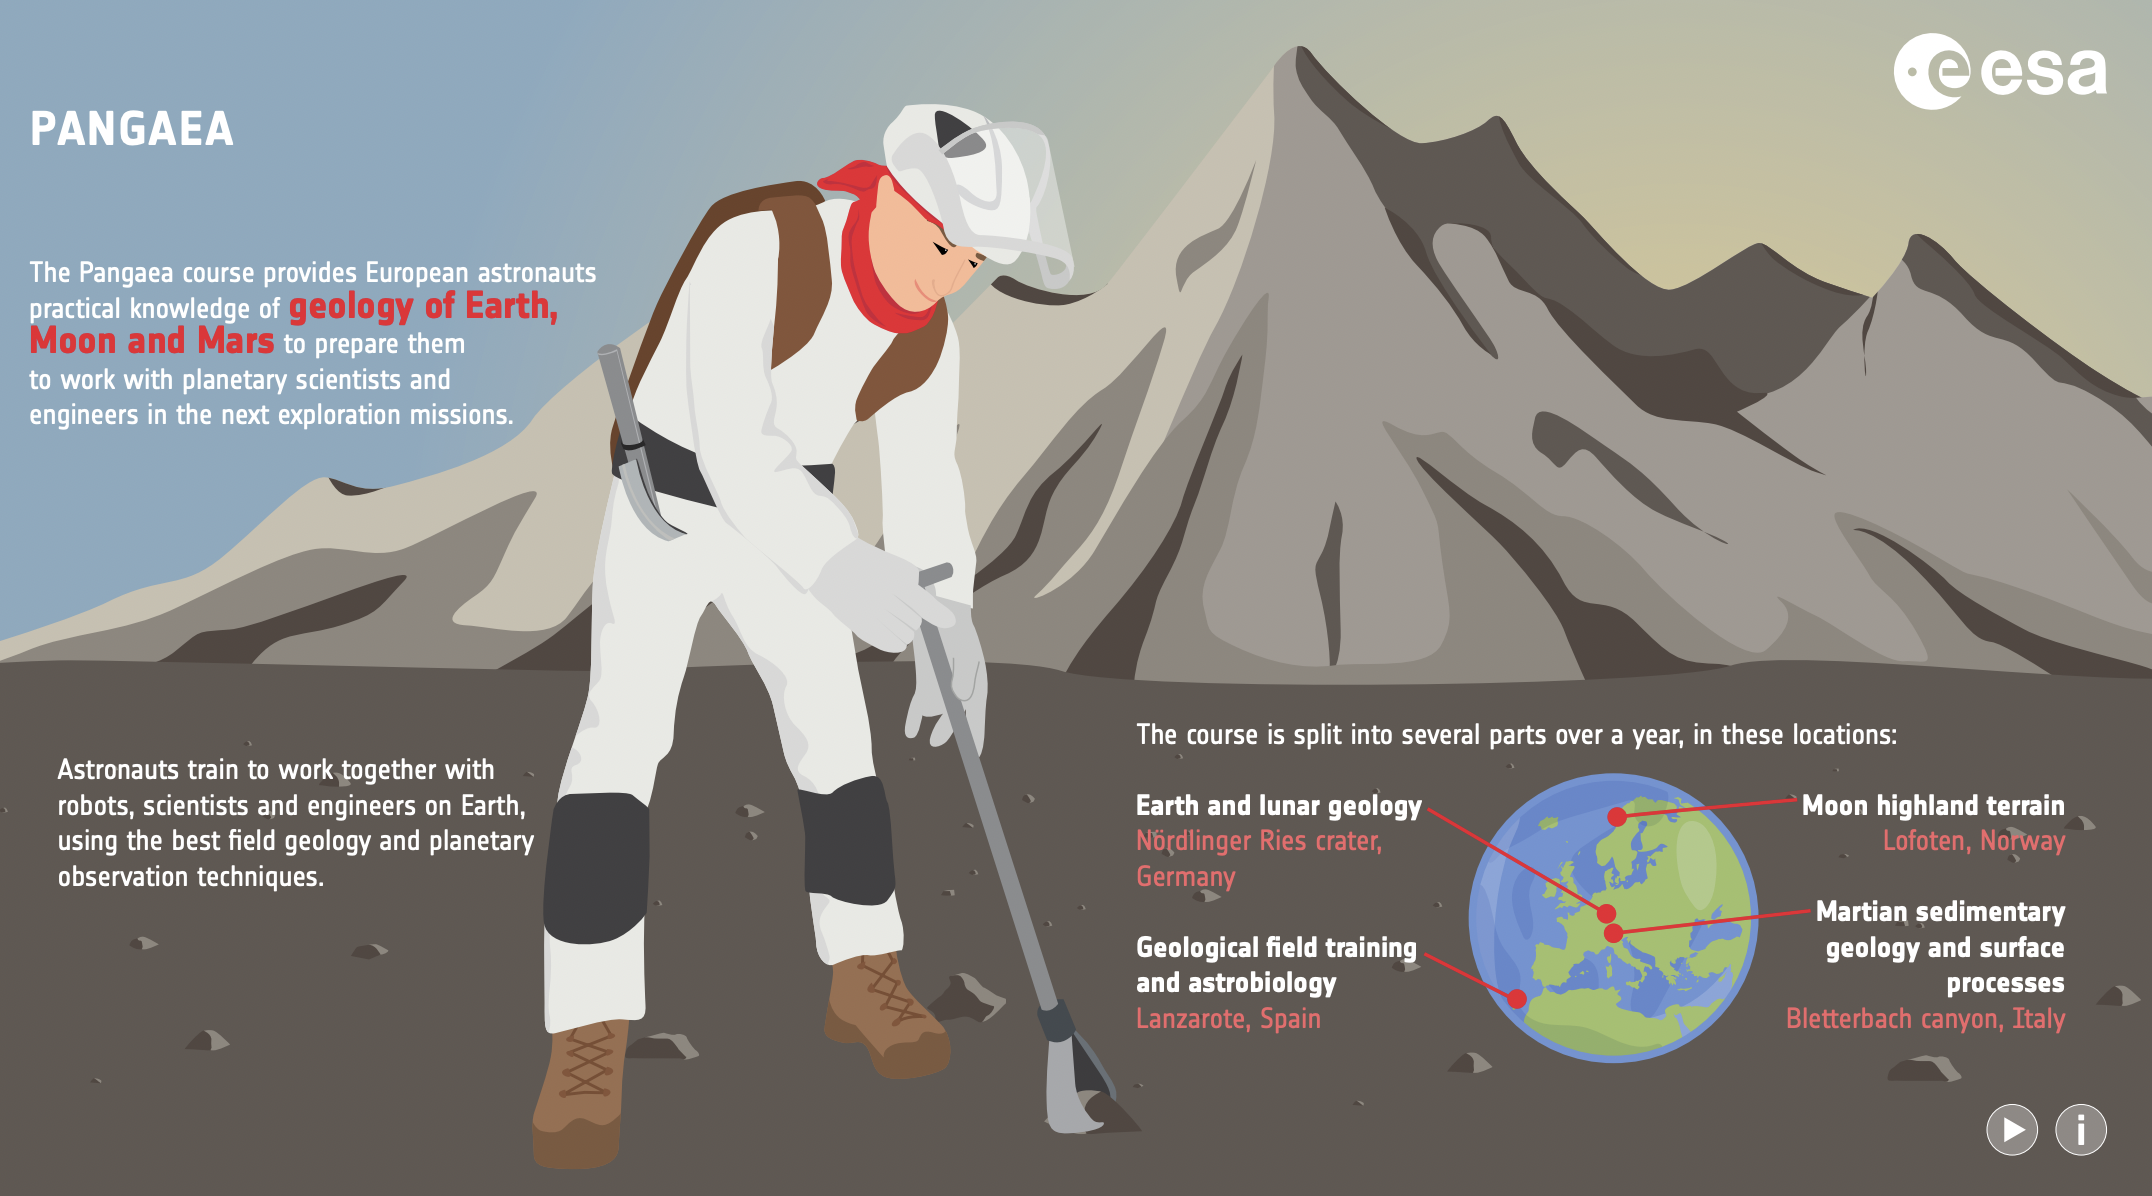 esa
PANGAEA
The Pangaea course provides European astronauts
practical knowledge of geology of Earth,
Moon and Mars to prepare them
to work with planetary scientists and
engineers in the next exploration missions.
Astronauts train to work together with
robots, scientists and engineers on Earth,
using the best field geology and planetary
observation techniques.
The course is split into several parts over a year, in these locations:
Earth and lunar geology
Nördlinger Ries crater,
Germany
Geological field training
and astrobiology
Lanzarote, Spain
Moon highland terrain
Lofoten, Norway
Martian sedimentary
geology and surface
processes
Bletterbach canyon, Italy
i